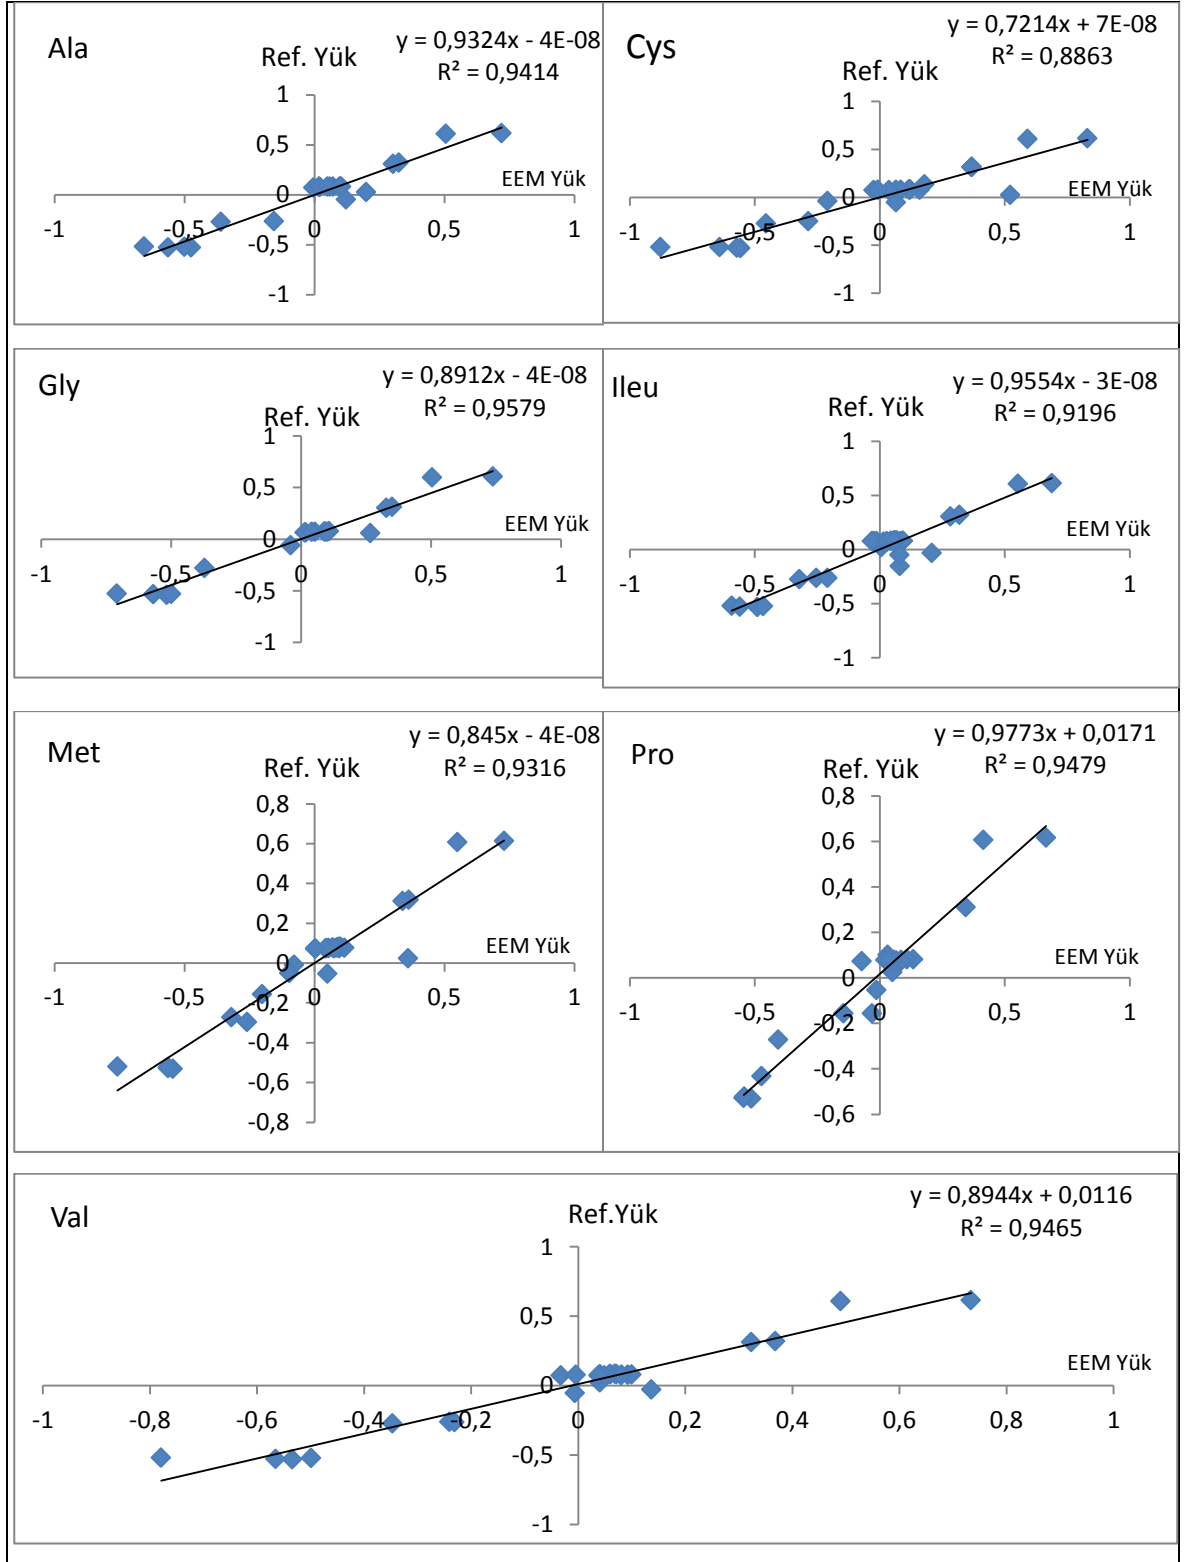 Ala
y = 0,9324x - 4E-08
R² = 0,9414
Ref. Yük
1
0,5
0
-0,5
-1
-1
-0,5
0
0,5
1
EEM Yük
Cys
y = 0,7214x + 7E-08
R² = 0,8863
Ref. Yük
1
0,5
0
-0,5
-1
-1
-0,5
0
0,5
1
EEM Yük
Gly
y = 0,8912x - 4E-08
R² = 0,9579
Ref. Yük
1
0,5
0
-0,5
-1
-1
-0,5
0
0,5
1
EEM Yük
Ileu
y = 0,9554x - 3E-08
R² = 0,9196
Ref. Yük
1
0,5
0
-0,5
-1
-1
-0,5
0
0,5
1
EEM Yük
Met
y = 0,845x - 4E-08
R² = 0,9316
Ref. Yük
0,8
0,6
0,4
0,2
0
-0,2
-0,4
-0,6
-0,8
-1
-0,5
0
0,5
1
EEM Yük
Pro
y = 0,9773x + 0,0171
R² = 0,9479
Ref. Yük
0,8
0,6
0,4
0,2
0
-0,2
-0,4
-0,6
-1
-0,5
0
0,5
1
EEM Yük
Val
y = 0,8944x + 0,0116
R² = 0,9465
Ref.Yük
1
0,5
0
-0,5
-1
-1
-0,8
-0,6
-0,4
-0,2
0
0,2
0,4
0,6
0,8
1
EEM Yük